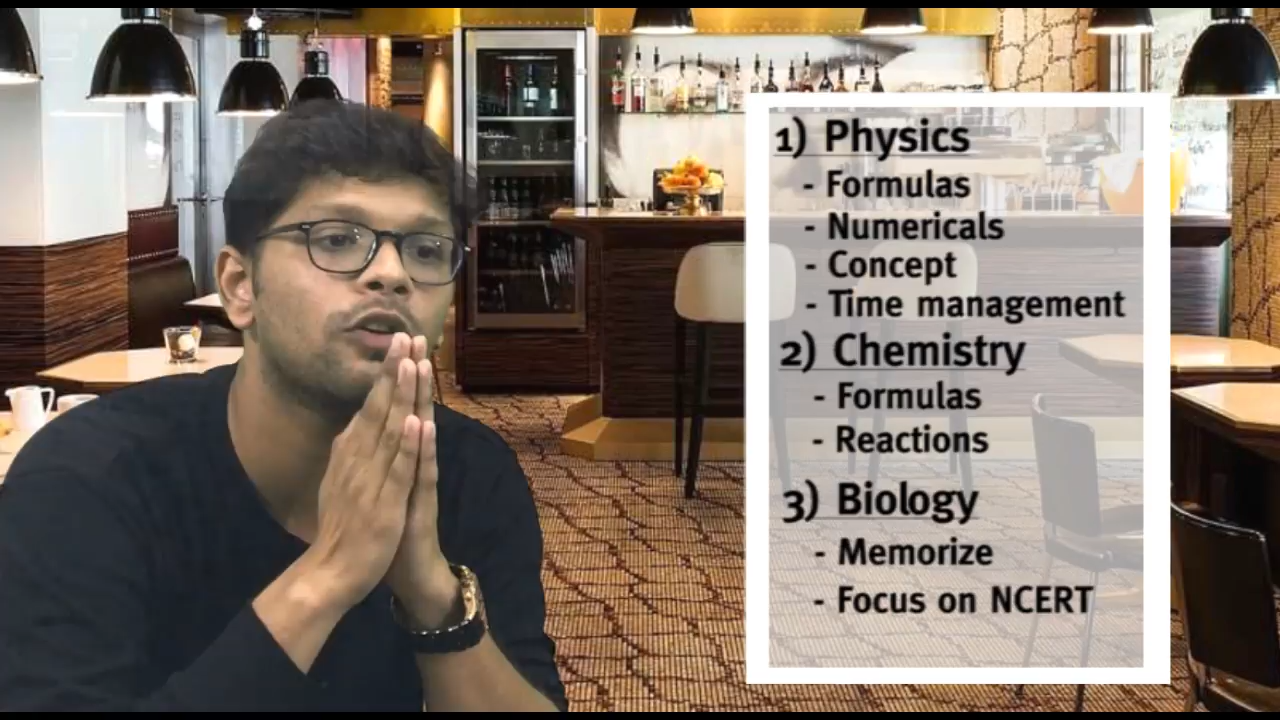 1) Physics
- Formulas
- Numericals
- Concept
- Time management
2) Chemistry
- Formulas
- Reactions
3) Biology
- Memorize
- Focus on NCERT